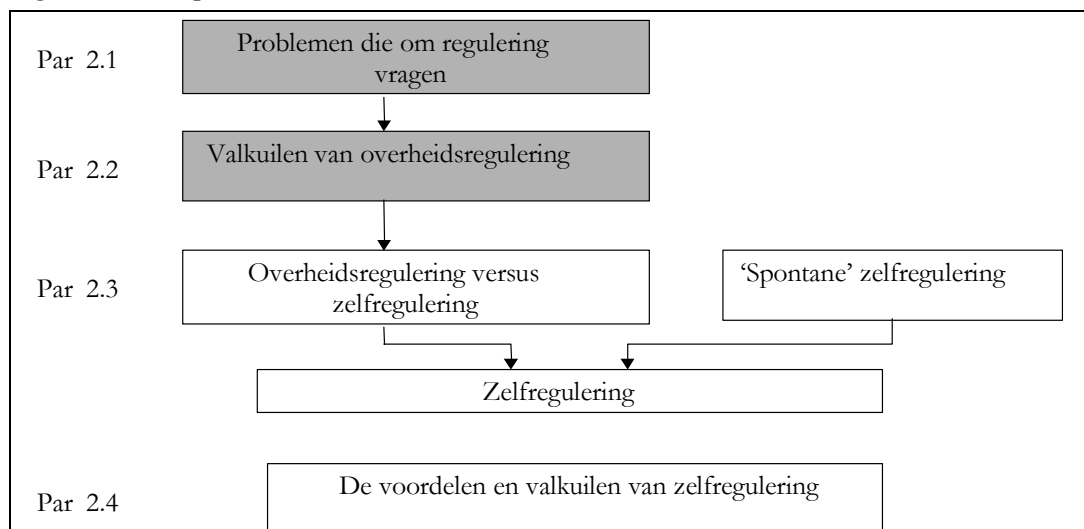 Par 2.1
Problemen die om regulering
vragen
Par 2.2
Valkuilen van overheidsregulering
Par 2.3
Overheidsregulering versus
zelfregulering
‘Spontane’ zelfregulering
Zelfregulering
Par 2.4
De voordelen en valkuilen van zelfregulering